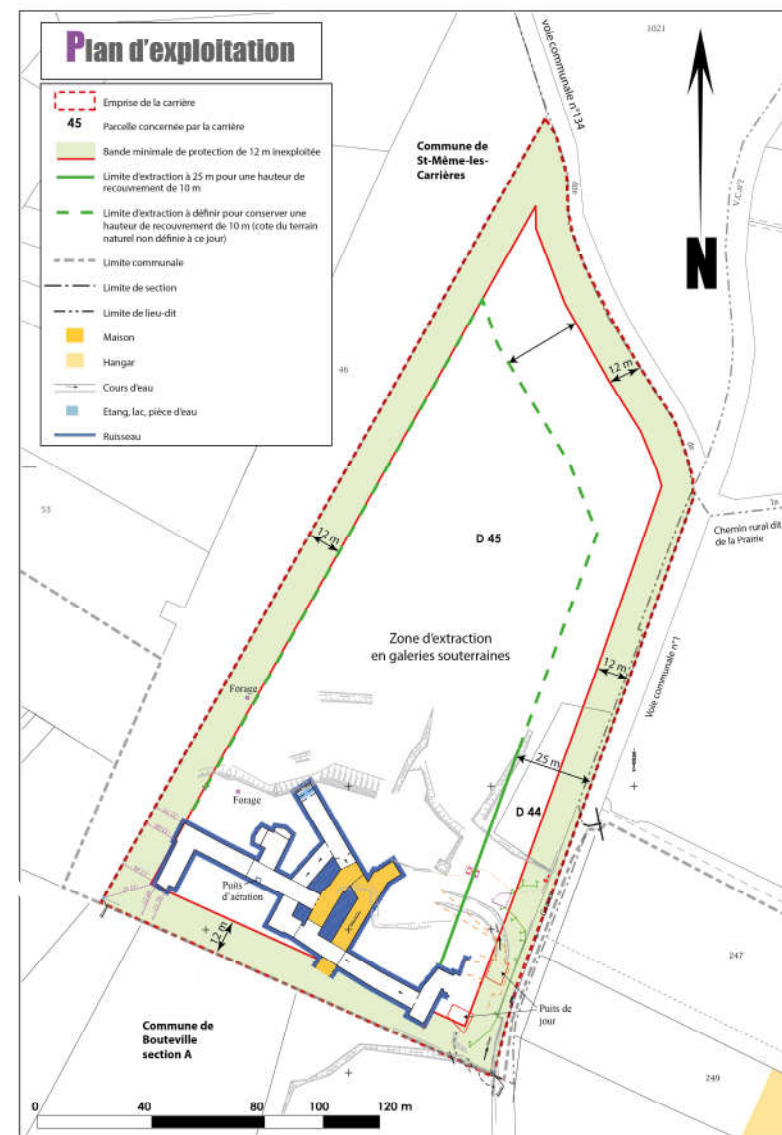 Plan d'exploitation
Emprise de la carrière
45
Parcelle concernée par la carrière
Bande minimale de protection de 12 m inexploitée
Limite d'extraction à 25 m pour une hauteur de
recouvrement de 10 m
Limite d'extraction à définir pour conserver une
hauteur de recouvrement de 10 m (cote du terrain
naturel non définie à ce jour)
Limite communale
Limite de section
Limite de lieu-dit
Maison
Hangar
Cours d'eau
Etang, lac, pièce d'eau
Ruisseau
voie communale n°134
1021
Commune de
St-Même-les-
Carrières
dite
V.C.n°2
N
46
12 m
de
la
53
Chemin rural dit
de la Prairie
D 45
12 m
Zone d'extraction
en galeries souterraines
12 m
Voie communale n°1
Forage
25 m
Forage
D 44
Puits
d'aération
12 m
247
Puits de
jour
Commune de
Bouteville
section A
249
0 40 80 100 120 m